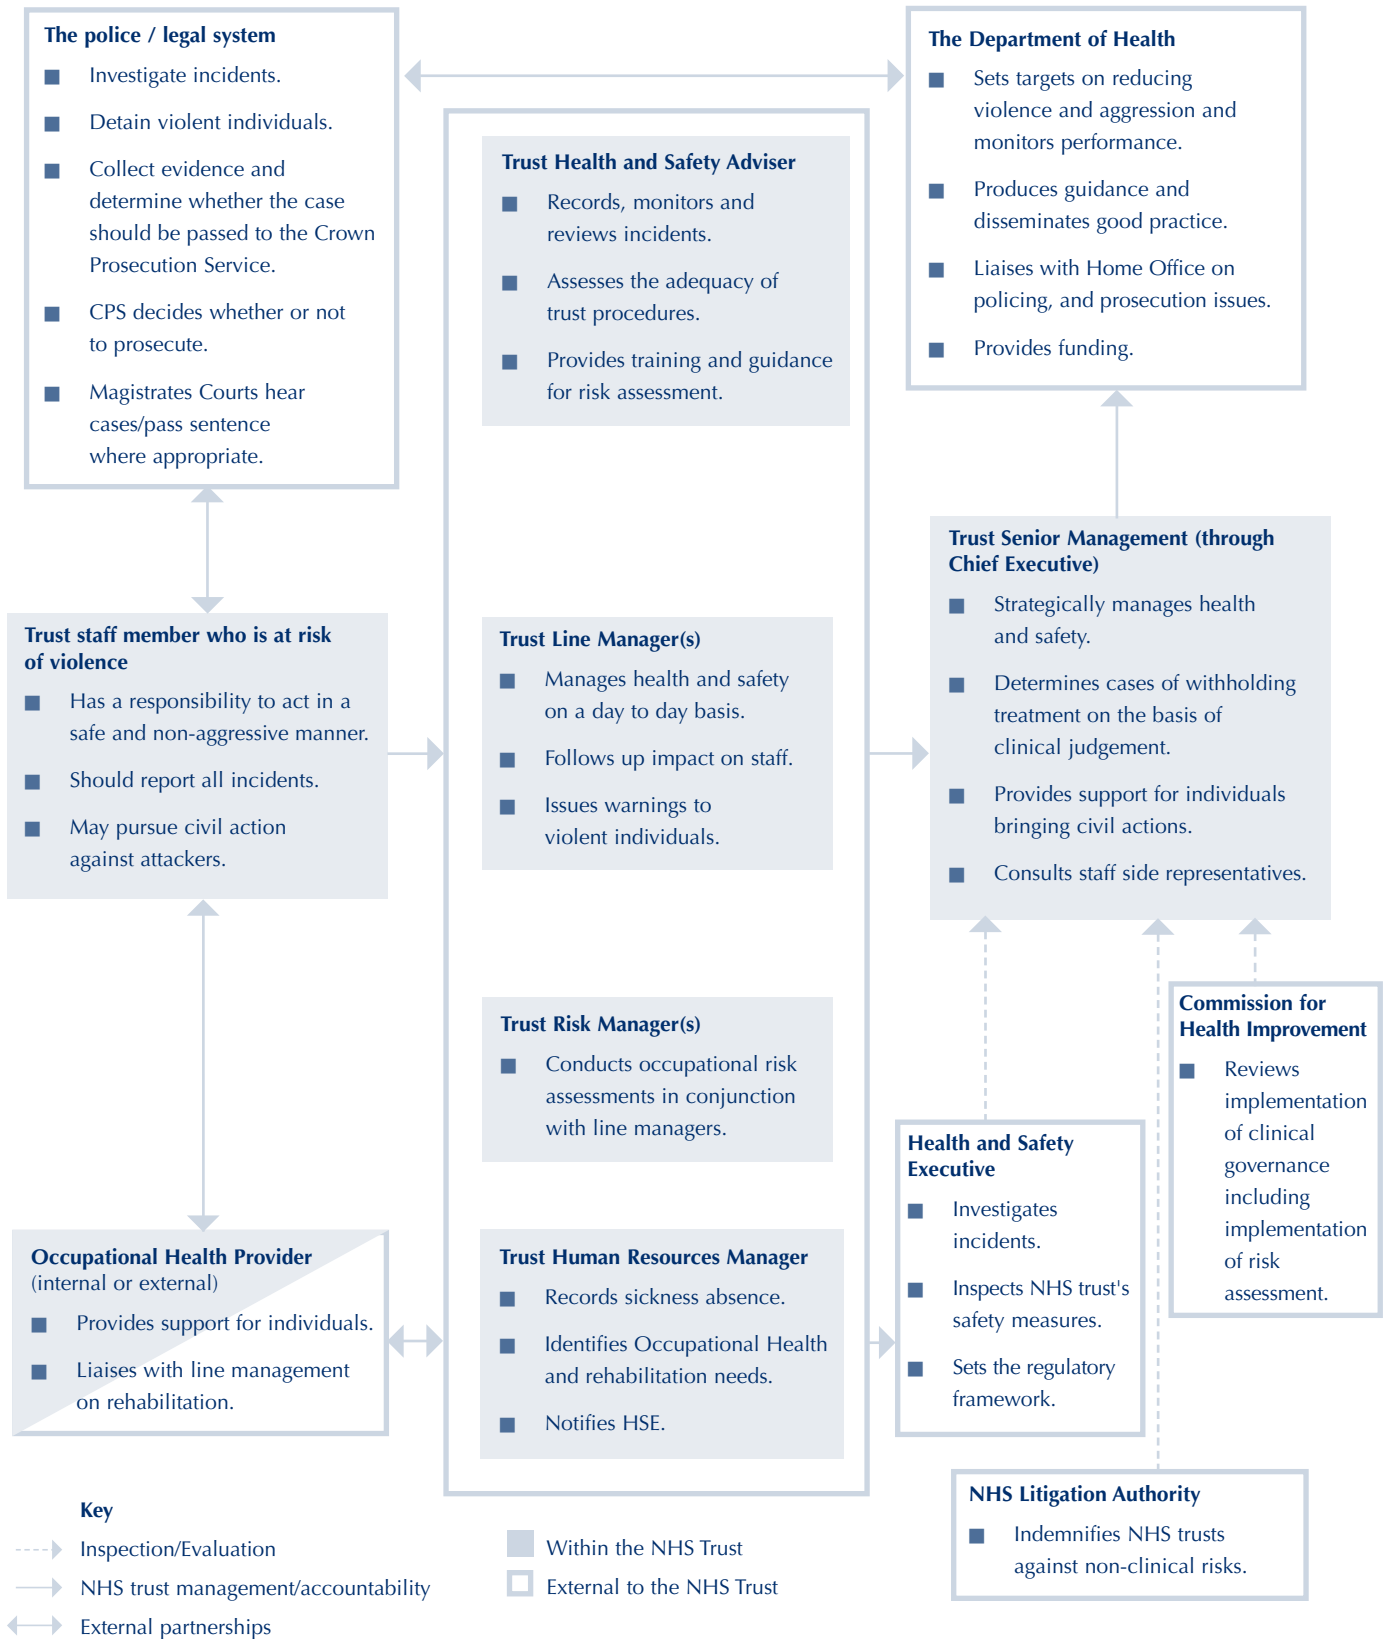 The police / legal system
Investigate incidents.
Detain violent individuals.
Collect evidence and
determine whether the case
should be passed to the Crown
Prosecution Service.
CPS decides whether or not
to prosecute.
Magistrates Courts hear
cases/pass sentence
where appropriate.
Trust Health and Safety Adviser
Records, monitors and
reviews incidents.
Assesses the adequacy of
trust procedures.
Provides training and guidance
for risk assessment.
The Department of Health
Sets targets on reducing
violence and aggression and
monitors performance.
Produces guidance and
disseminates good practice.
Liaises with Home Office on
policing, and prosecution issues.
Provides funding.
Trust staff member who is at risk
of violence
Has a responsibility to act in a
safe and non-aggressive manner.
Should report all incidents.
May pursue civil action
against attackers.
Trust Line Manager(s)
Manages health and safety
on a day to day basis.
Follows up impact on staff.
Issues warnings to
violent individuals.
Trust Senior Management (through
Chief Executive)
Strategically manages health
and safety.
Determines cases of withholding
treatment on the basis of
clinical judgement.
Provides support for individuals
bringing civil actions.
Consults staff side representatives.
Trust Risk Manager(s)
Conducts occupational risk
assessments in conjunction
with line managers.
Commission for
Health Improvement
Reviews
implementation
of clinical
governance
including
implementation
of risk
assessment.
Health and Safety
Executive
Investigates
incidents.
Inspects NHS trust's
safety measures.
Sets the regulatory
framework.
Occupational Health Provider
(internal or external)
Provides support for individuals.
Liaises with line management
on rehabilitation.
Trust Human Resources Manager
Records sickness absence.
Identifies Occupational Health
and rehabilitation needs.
Notifies HSE.
NHS Litigation Authority
Indemnifies NHS trusts
against non-clinical risks.
Key
Inspection/Evaluation
NHS trust management/accountability
External partnerships
Within the NHS Trust
External to the NHS Trust